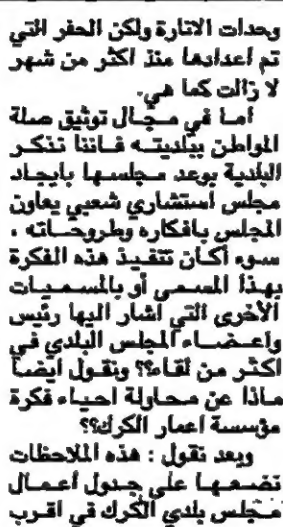 وحدات الانارة ولكن الحفر التي
تم اعدادها منذ اكثر من شهر
لا زالت كما هي.
أما في مجال توثيق صلة
المواطن ببلديته فاننا نذكر
البلدية بوعد مجلسها بايجاد
مجلس استشاري شعبي يعاون
المجلس بافكاره وطروحاته ،
سوء أكان تنفيذ هذه الفكرة
بهذا المسمى أو بالمسميات
الأخرى التي اشار اليها رئيس
واعضاء المجلس البلدي في
اكثر من لقاء؟؟ ونقول ايضاً
ماذا عن محاولة احياء فكرة
مؤسسة اعمار الكرك؟؟
وبعد نقول : هذه الملاحظات
نضعها على جدول أعمال
مجلس بلدي الكرك في اقرب